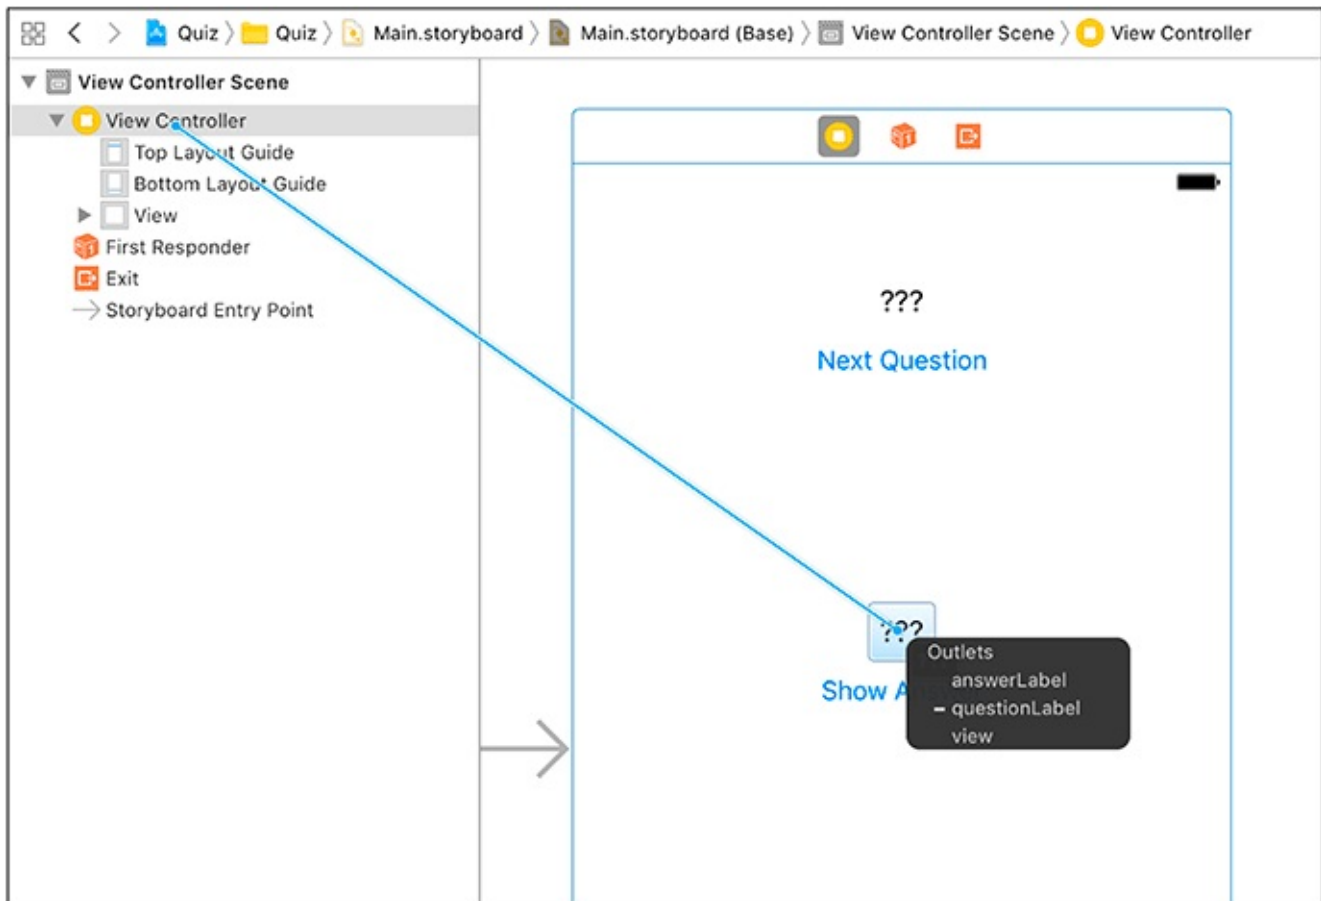 Quiz 〉 Quiz 〉 Main.storyboard 〉 Main.storyboard (Base) 〉 View Controller Scene 〉 View Controller
View Controller Scene
View Controller
Top Layout Guide
Bottom Layout Guide
View
First Responder
Exit
Storyboard Entry Point
???
Next Question
???
Show
Outlets
answerLabel
– questionLabel
view